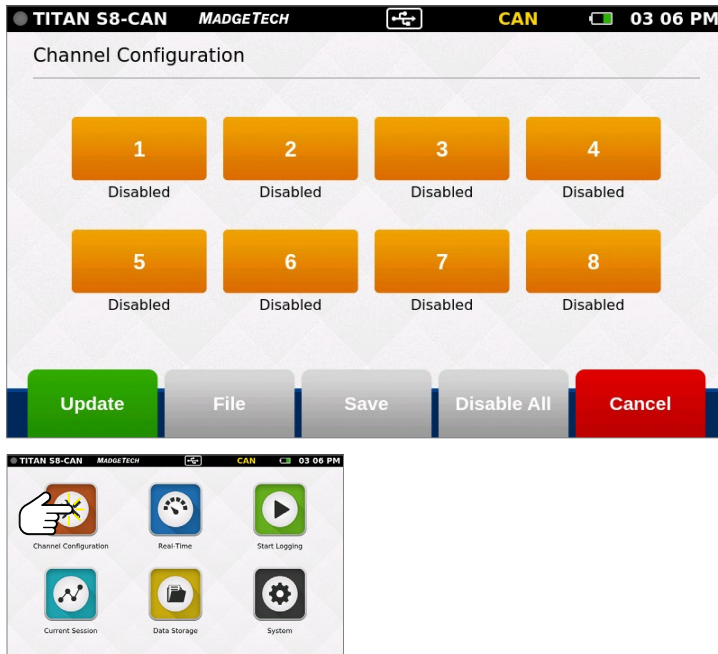 TITAN S8-CAN MADGETECH CAN 03 06 PM
Channel Configuration
1 2 3 4
Disabled Disabled Disabled Disabled
5 6 7 8
Disabled Disabled Disabled Disabled
Update File Save Disable All Cancel
TITAN S8-CAN MADGETECH CAN 03 06 PM
Channel Configuration Real-Time Start Logging
Current Session Data Storage System